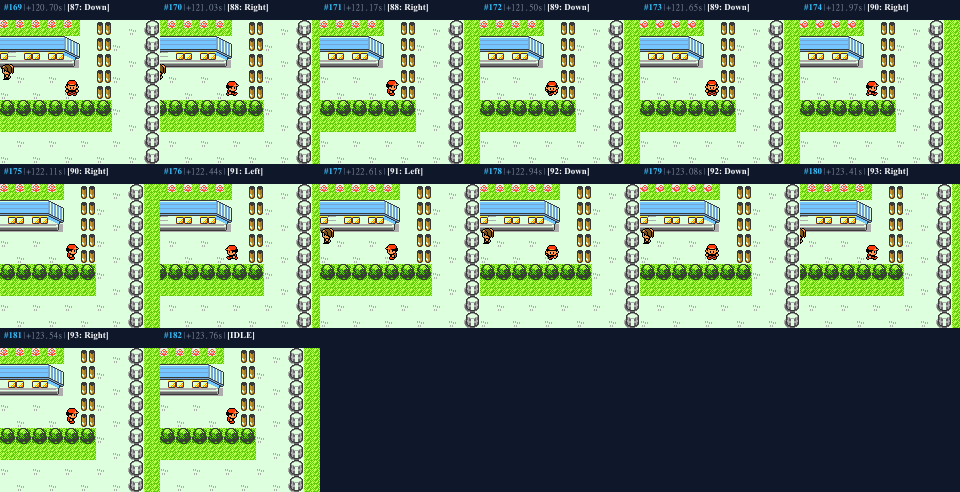 #169|+120.70s|[87: Down]
#170|+121.03s|[88: Right]
#171|+121.17s|[88: Right]
#172|+121.50s|[89: Down]
#173|+121.65s|[89: Down]
#174|+121.97s|[90: Right]
#175|+122.11s|[90: Right]
#176|+122.44s|[91: Left]
#177|+122.61s|[91: Left]
#178|+122.94s|[92: Down]
#179|+123.08s|[92: Down]
#180|+123.41s|[93: Right]
#181|+123.54s|[93: Right]
#182|+123.76s|[IDLE]